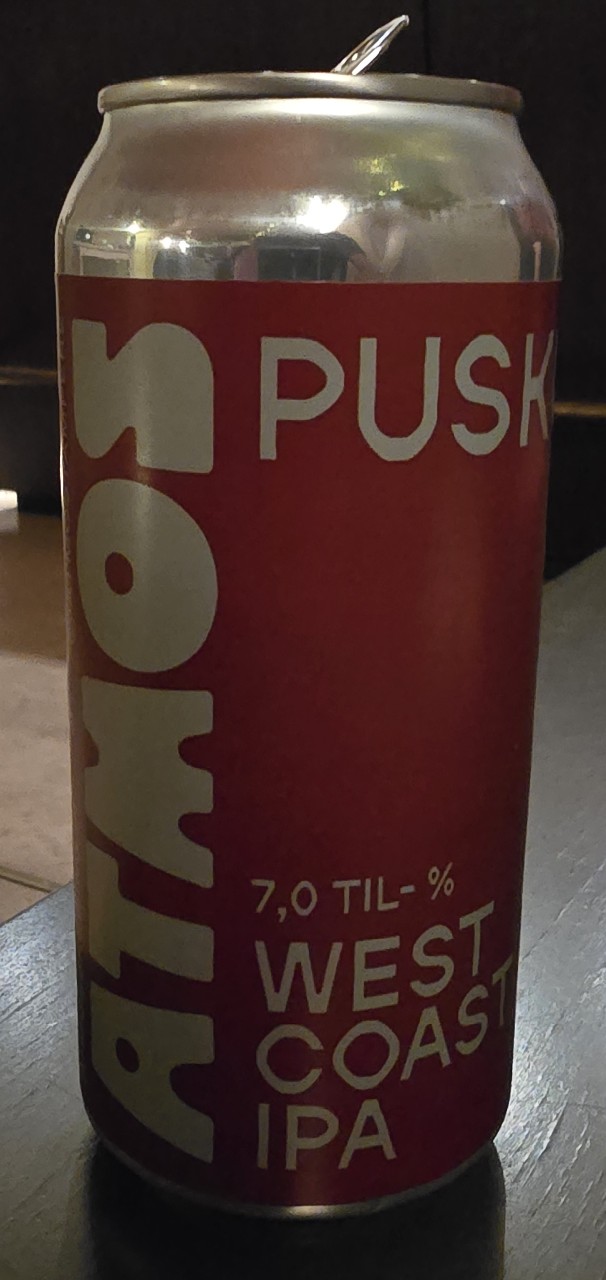 ATMOS
PUSK
7,0 TIL- %
WEST
COAST
IPA